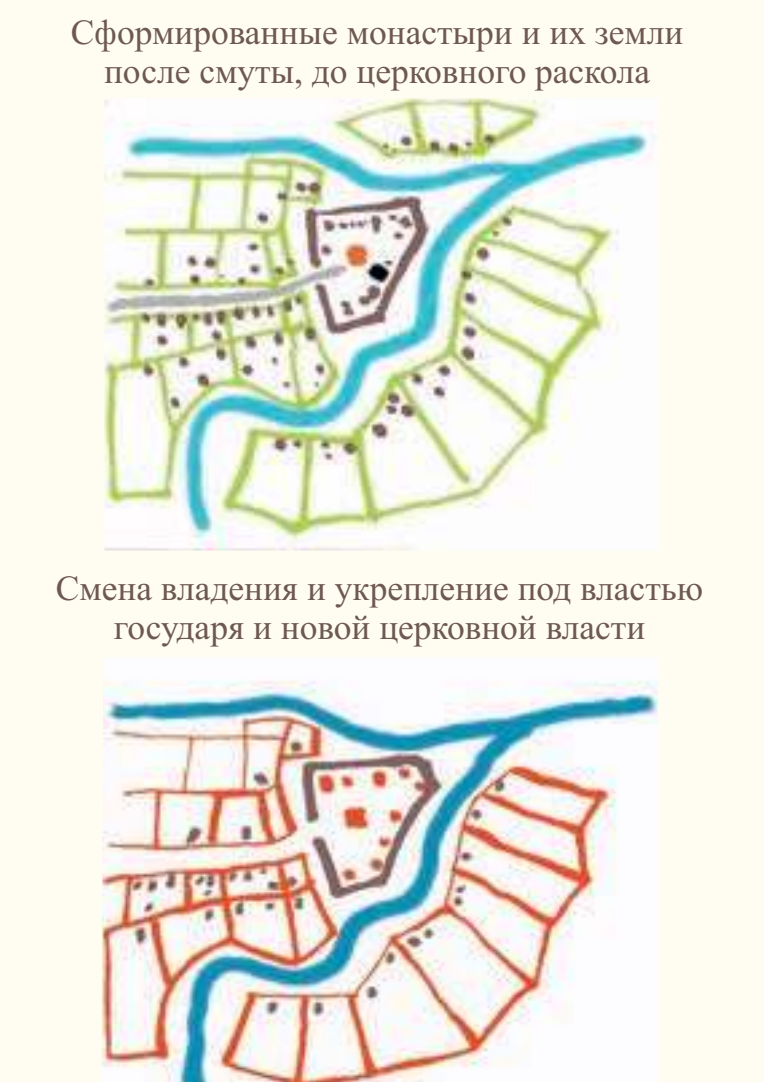 Сформированные монастыри и их земли
после смуты, до церковного раскола
Смена владения и укрепление под властью
государя и новой церковной власти